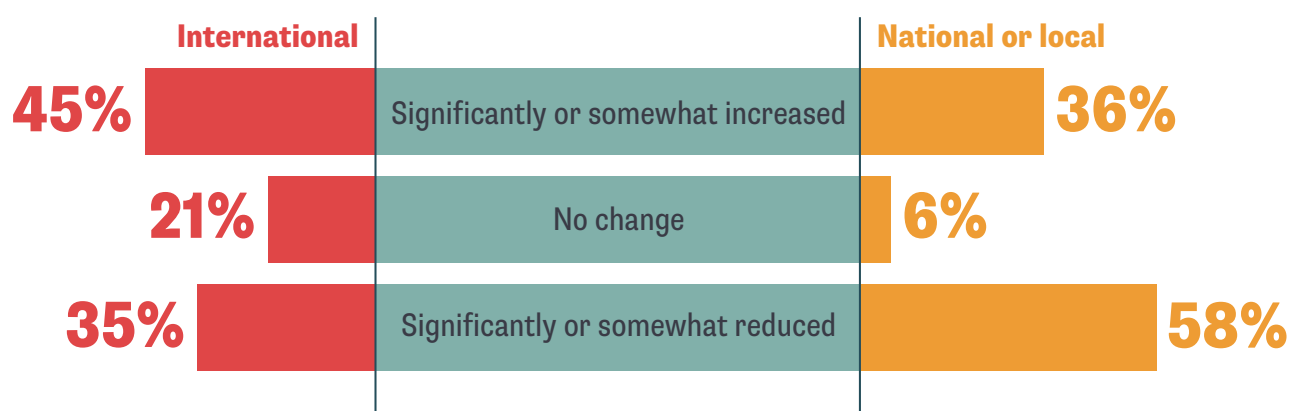 International
National or local
45%
Significantly or somewhat increased
36%
21%
No change
6%
35%
Significantly or somewhat reduced
58%